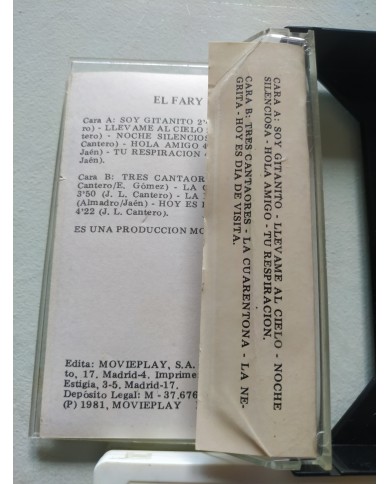 EL FARY
Cara A: SOY GITANITO 2'
ro) - LLEVAME AL CIELO
tero) - NOCHE SILENCIOS
Cantero) - HOLA AMIGO 4
Jaén) - TU RESPIRACION
Jaén).
Cara B: TRES CANTAOR
Cantero/E. Gómez) - LA
3'50 (J. L. Cantero) - LA
(Almadro/Jaén) - HOY ES
4'22 (J. L. Cantero).
ES UNA PRODUCCION MO
Edita: MOVIEPLAY, S.A.
to, 17. Madrid-4. Imprime
Estigia, 3-5. Madrid-17.
Depósito Legal: M - 37.676
(P) 1981, MOVIEPLAY
CARA A: SOY GITANITO - LLEVAME AL CIELO - NOCHE
SILENCIOSA - HOLA AMIGO - TU RESPIRACION.
CARA B: TRES CANTAORES - LA CUARENTONA - LA NE-
GRITA - HOY ES DIA DE VISITA.